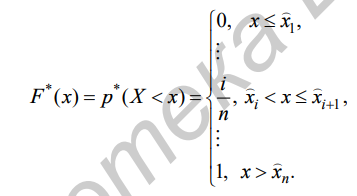 0, x ≤ x̂₁,
⋮
F*(x) = p*(X < x) = { i/n, x̂ᵢ < x ≤ x̂ᵢ₊₁,
⋮
1, x > x̂ₙ.